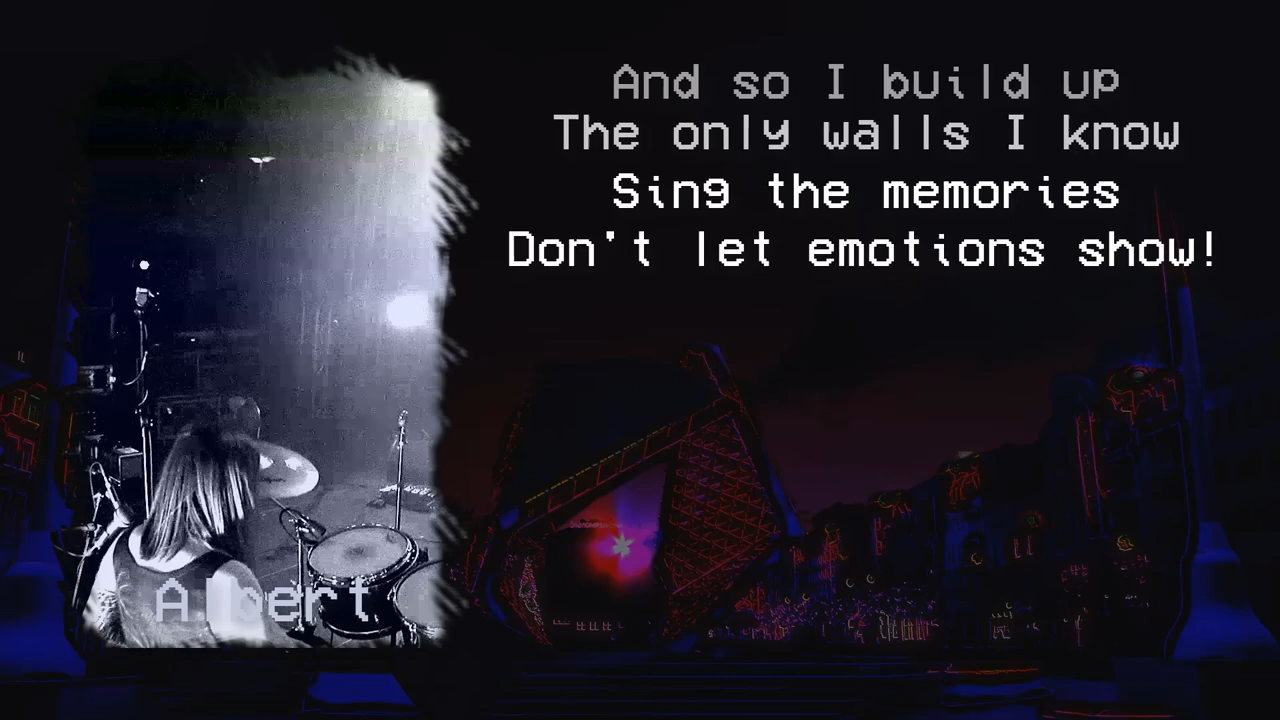 And so I build up
The only walls I know
Sing the memories
Don't let emotions show!
Albert